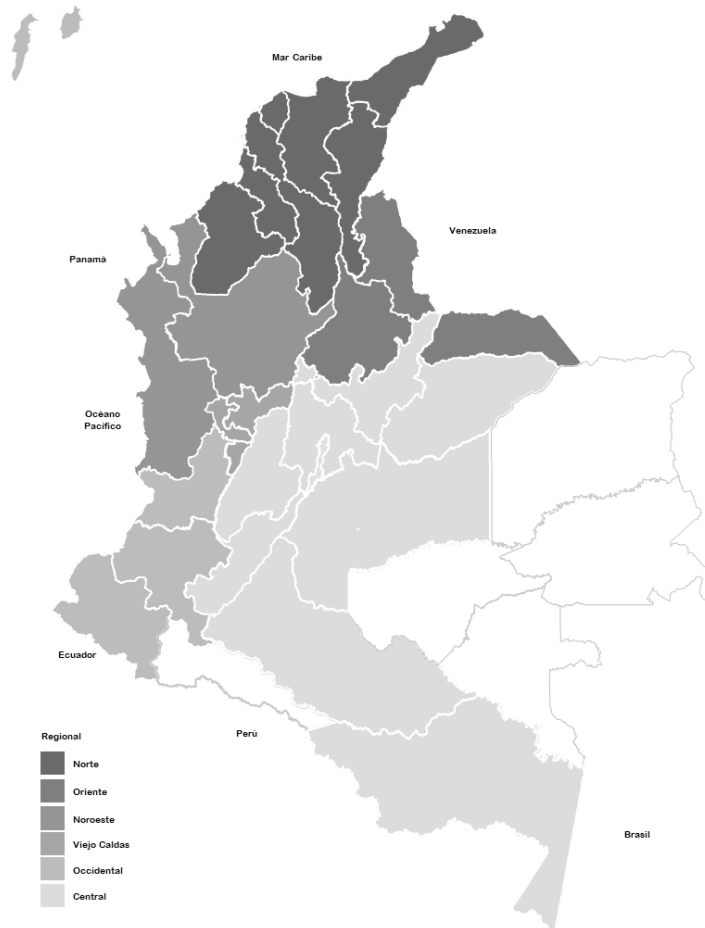 Mar Caribe
Venezuela
Panamá
Océano
Pacífico
Ecuador
Perú
Brasil
Regional
Norte
Oriente
Noroeste
Viejo Caldas
Occidental
Central